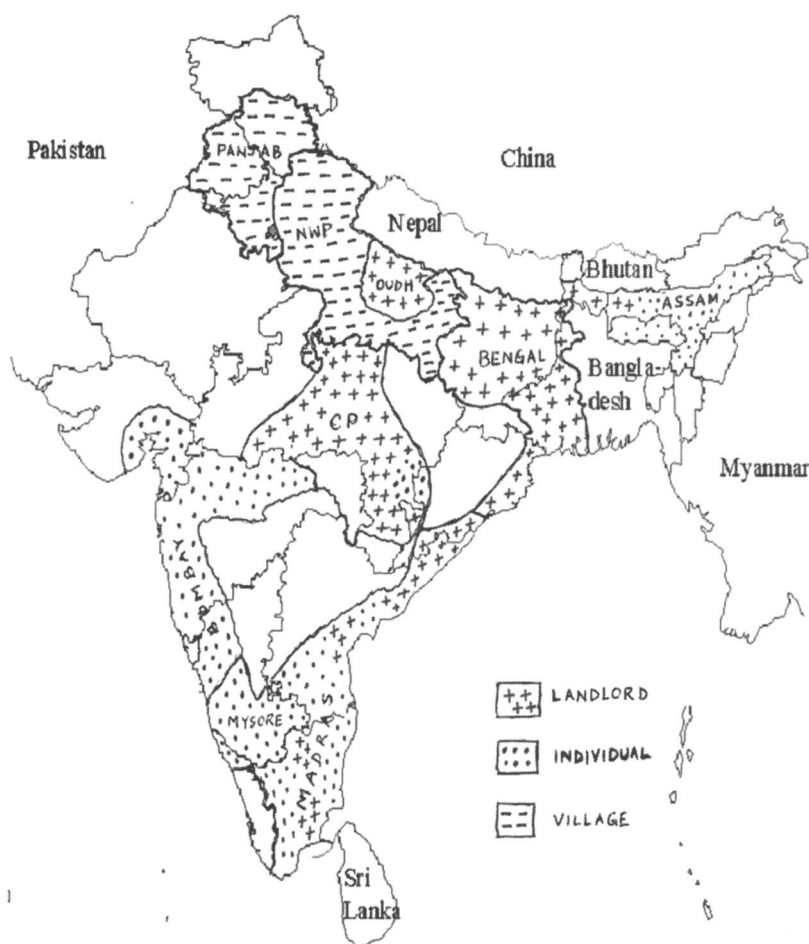 Pakistan
China
PANJAB
NWP
Nepal
OUDH
Bhutan
ASSAM
BENGAL
Bangla-
desh
CP
Myanmar
BOMBAY
MYSORE
MADRAS
LANDLORD
INDIVIDUAL
VILLAGE
Sri
Lanka